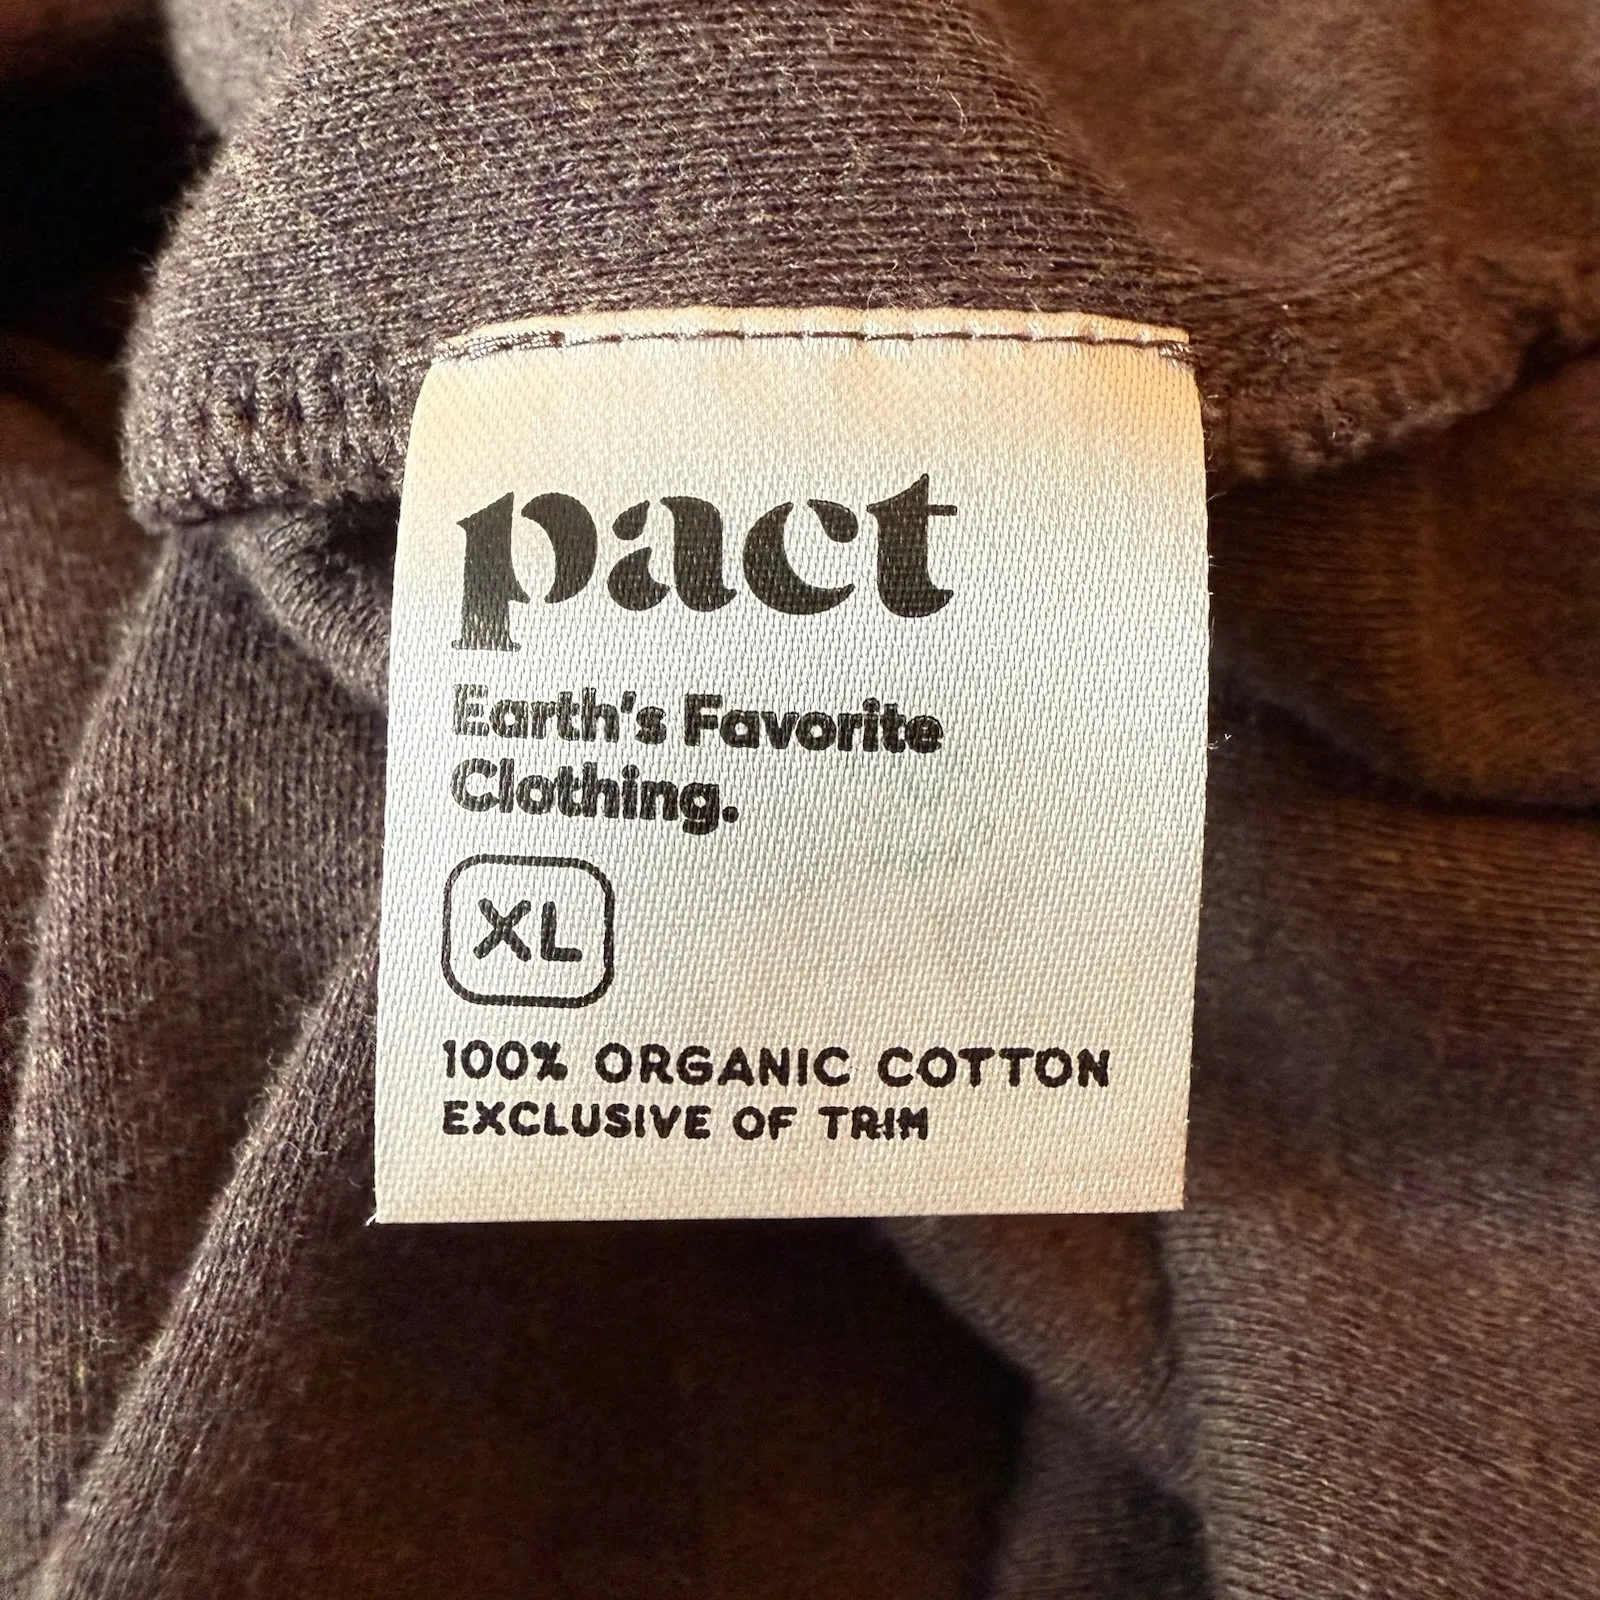 pact
Earth's Favorite
Clothing.
XL
100% ORGANIC COTTON
EXCLUSIVE OF TRIM